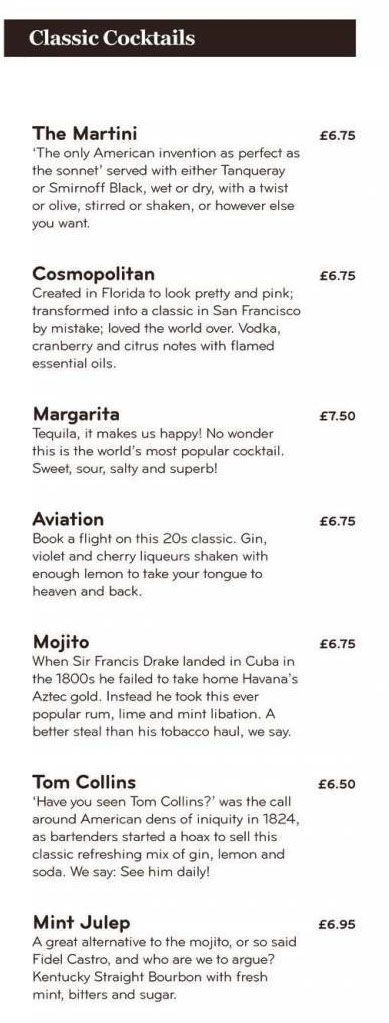 Classic Cocktails
The Martini £6.75
‘The only American invention as perfect as
the sonnet’ served with either Tanqueray
or Smirnoff Black, wet or dry, with a twist
or olive, stirred or shaken, or however else
you want.
Cosmopolitan £6.75
Created in Florida to look pretty and pink;
transformed into a classic in San Francisco
by mistake; loved the world over. Vodka,
cranberry and citrus notes with flamed
essential oils.
Margarita £7.50
Tequila, it makes us happy! No wonder
this is the world’s most popular cocktail.
Sweet, sour, salty and superb!
Aviation £6.75
Book a flight on this 20s classic. Gin,
violet and cherry liqueurs shaken with
enough lemon to take your tongue to
heaven and back.
Mojito £6.75
When Sir Francis Drake landed in Cuba in
the 1800s he failed to take home Havana’s
Aztec gold. Instead he took this ever
popular rum, lime and mint libation. A
better steal than his tobacco haul, we say.
Tom Collins £6.50
‘Have you seen Tom Collins?’ was the call
around American dens of iniquity in 1824,
as bartenders started a hoax to sell this
classic refreshing mix of gin, lemon and
soda. We say: See him daily!
Mint Julep £6.95
A great alternative to the mojito, or so said
Fidel Castro, and who are we to argue?
Kentucky Straight Bourbon with fresh
mint, bitters and sugar.